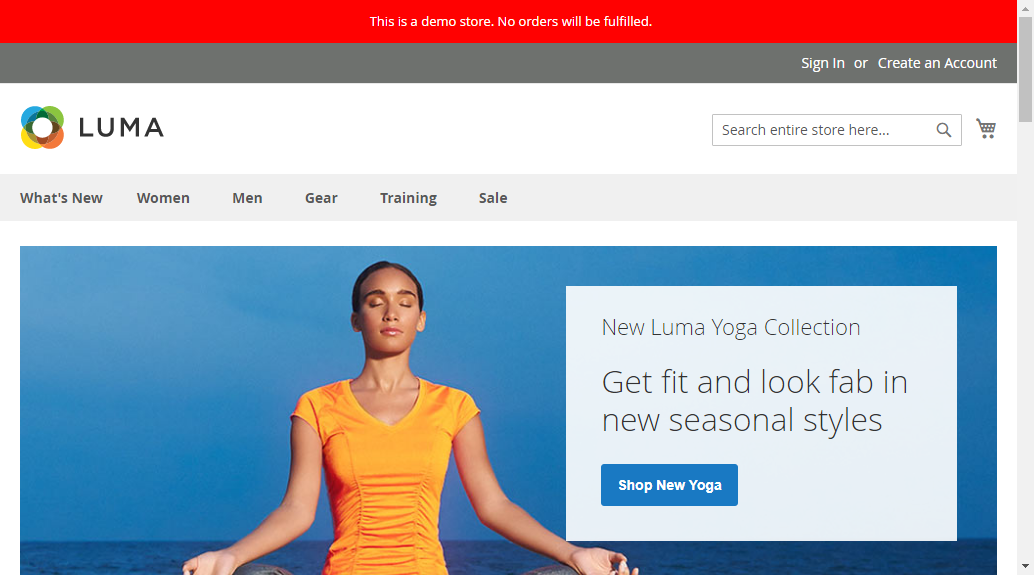 This is a demo store. No orders will be fulfilled.
Sign In or Create an Account
LUMA
Search entire store here...
What's New Women Men Gear Training Sale
New Luma Yoga Collection
Get fit and look fab in
new seasonal styles
Shop New Yoga